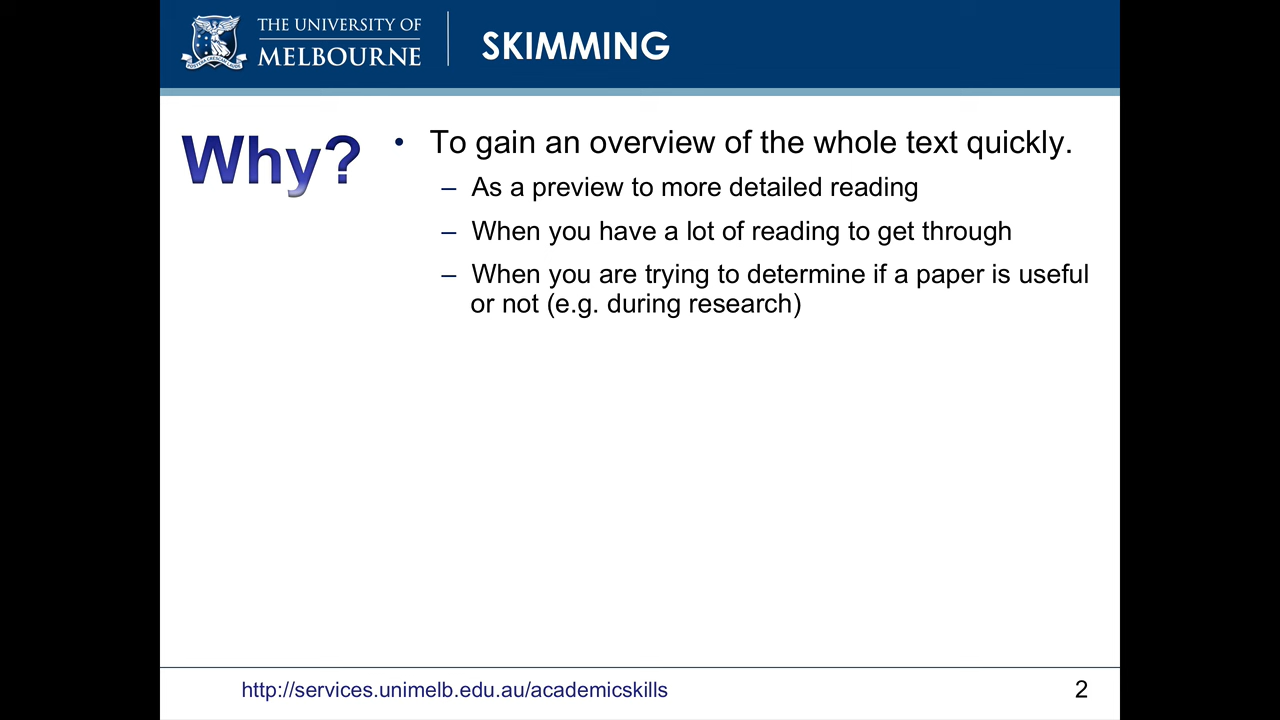 THE UNIVERSITY OF
MELBOURNE
SKIMMING
Why?
• To gain an overview of the whole text quickly.
– As a preview to more detailed reading
– When you have a lot of reading to get through
– When you are trying to determine if a paper is useful
or not (e.g. during research)
http://services.unimelb.edu.au/academicskills
2